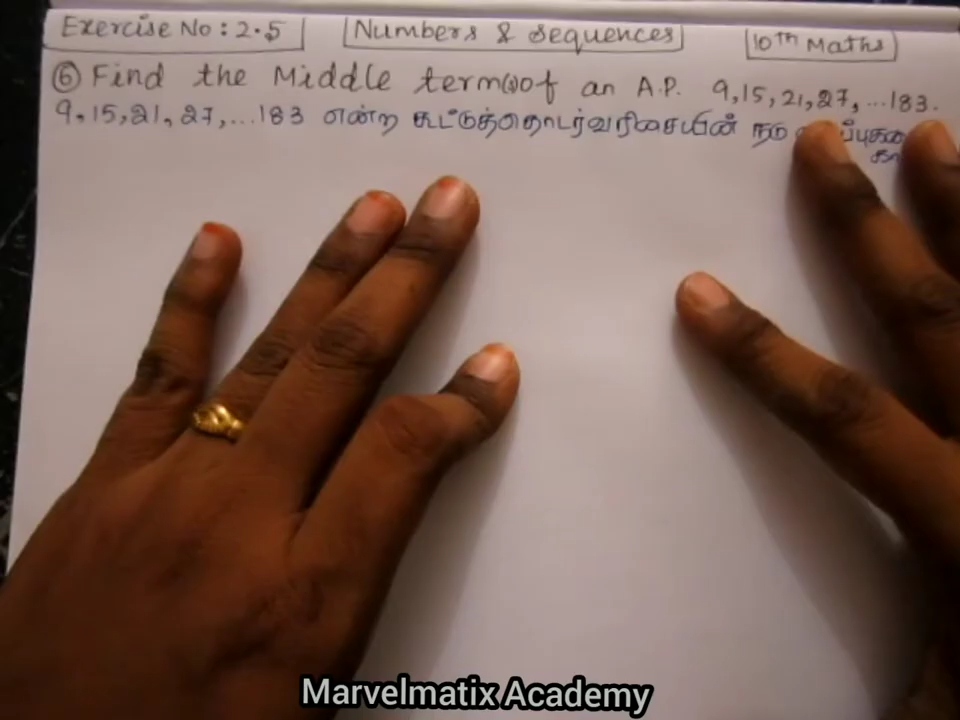 Exercise No : 2.5
Numbers & Sequences
10th Maths
⑥ Find the Middle term(s) of an A.P. 9, 15, 21, 27, ...183.
9, 15, 21, 27, ...183 என்ற கூட்டுத்தொடர்வரிசையின் நடு
Marvelmatix Academy